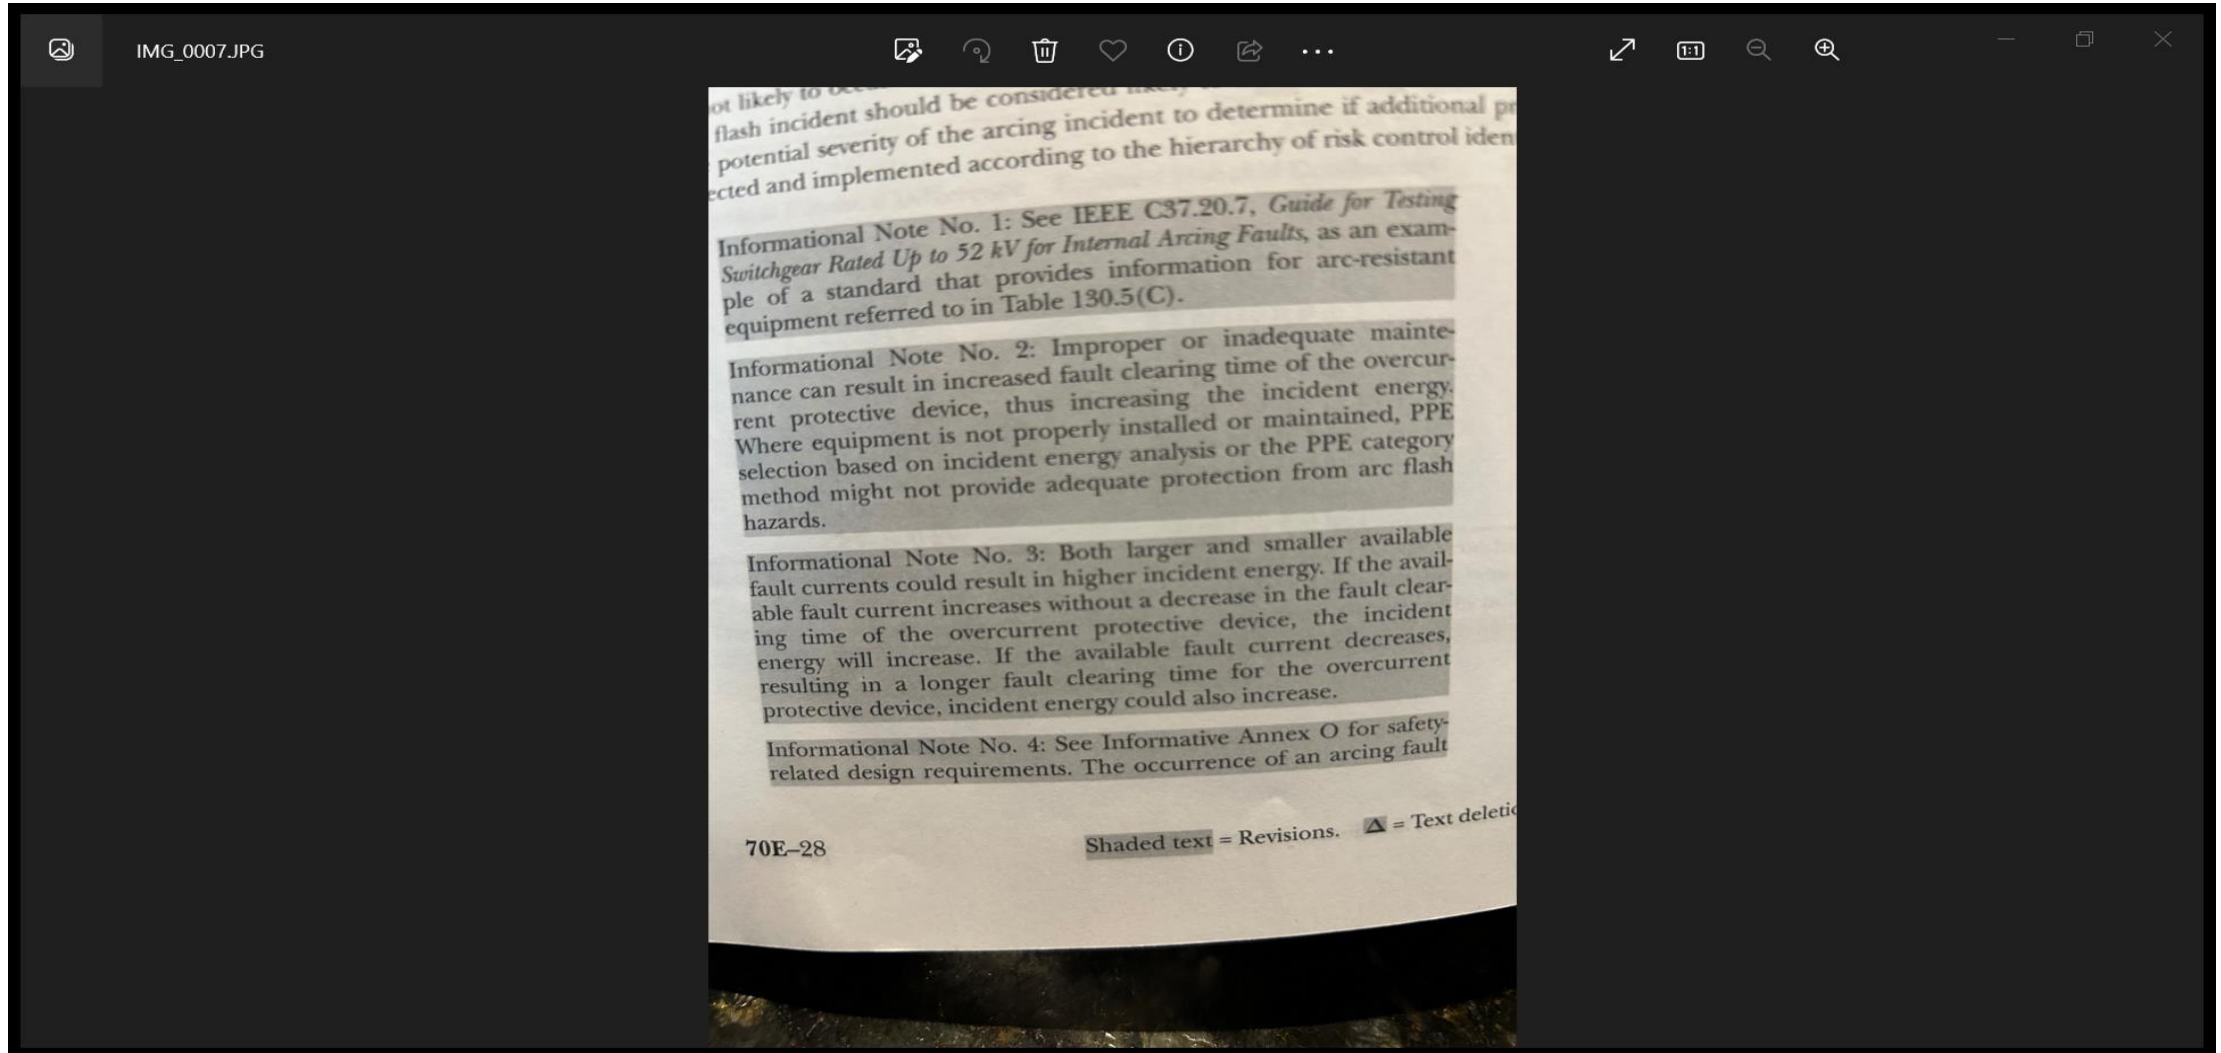 IMG_0007.JPG
1:1
not likely to
flash incident should be considered likely
potential severity of the arcing incident to determine if additional pr
ected and implemented according to the hierarchy of risk control iden
Informational Note No. 1: See IEEE C37.20.7, Guide for Testing
Switchgear Rated Up to 52 kV for Internal Arcing Faults, as an exam-
ple of a standard that provides information for arc-resistant
equipment referred to in Table 130.5(C).
Informational Note No. 2: Improper or inadequate mainte-
nance can result in increased fault clearing time of the overcur-
rent protective device, thus increasing the incident energy.
Where equipment is not properly installed or maintained, PPE
selection based on incident energy analysis or the PPE category
method might not provide adequate protection from arc flash
hazards.
Informational Note No. 3: Both larger and smaller available
fault currents could result in higher incident energy. If the avail-
able fault current increases without a decrease in the fault clear-
ing time of the overcurrent protective device, the incident
energy will increase. If the available fault current decreases,
resulting in a longer fault clearing time for the overcurrent
protective device, incident energy could also increase.
Informational Note No. 4: See Informative Annex O for safety-
related design requirements. The occurrence of an arcing fault
70E–28
Shaded text = Revisions. Δ = Text deletio